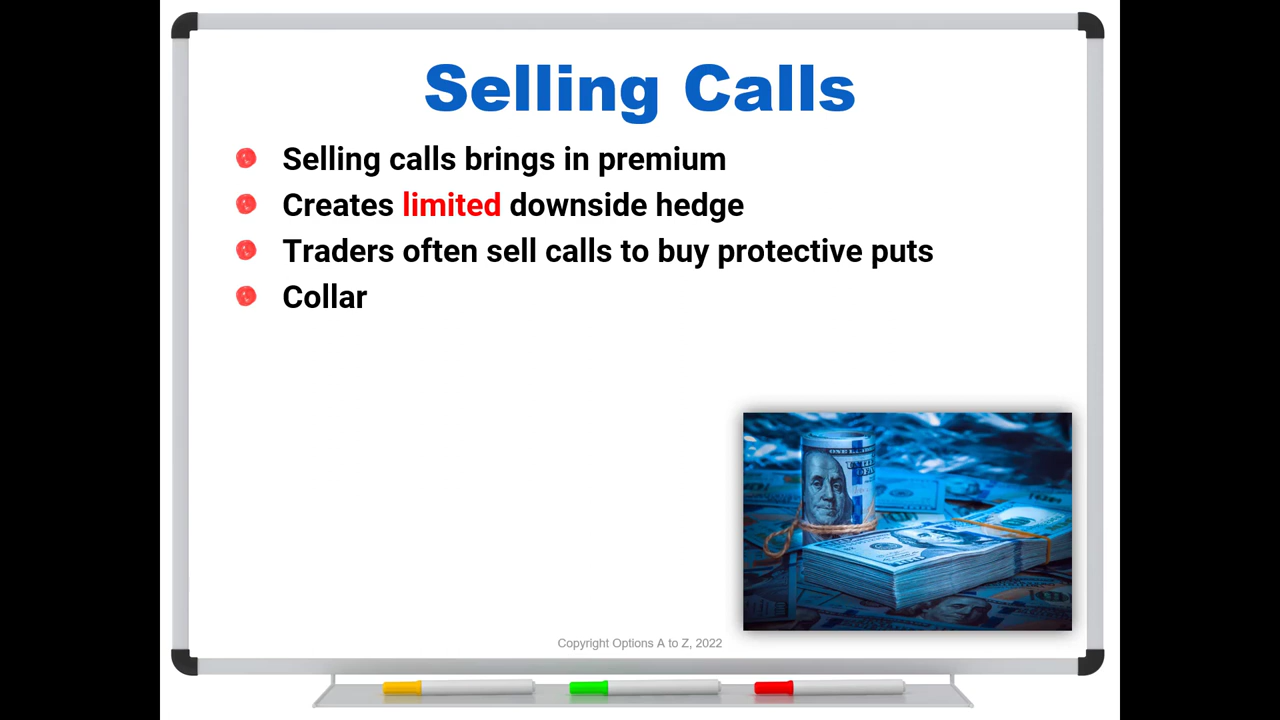 Selling Calls
Selling calls brings in premium
Creates limited downside hedge
Traders often sell calls to buy protective puts
Collar
Copyright Options A to Z, 2022